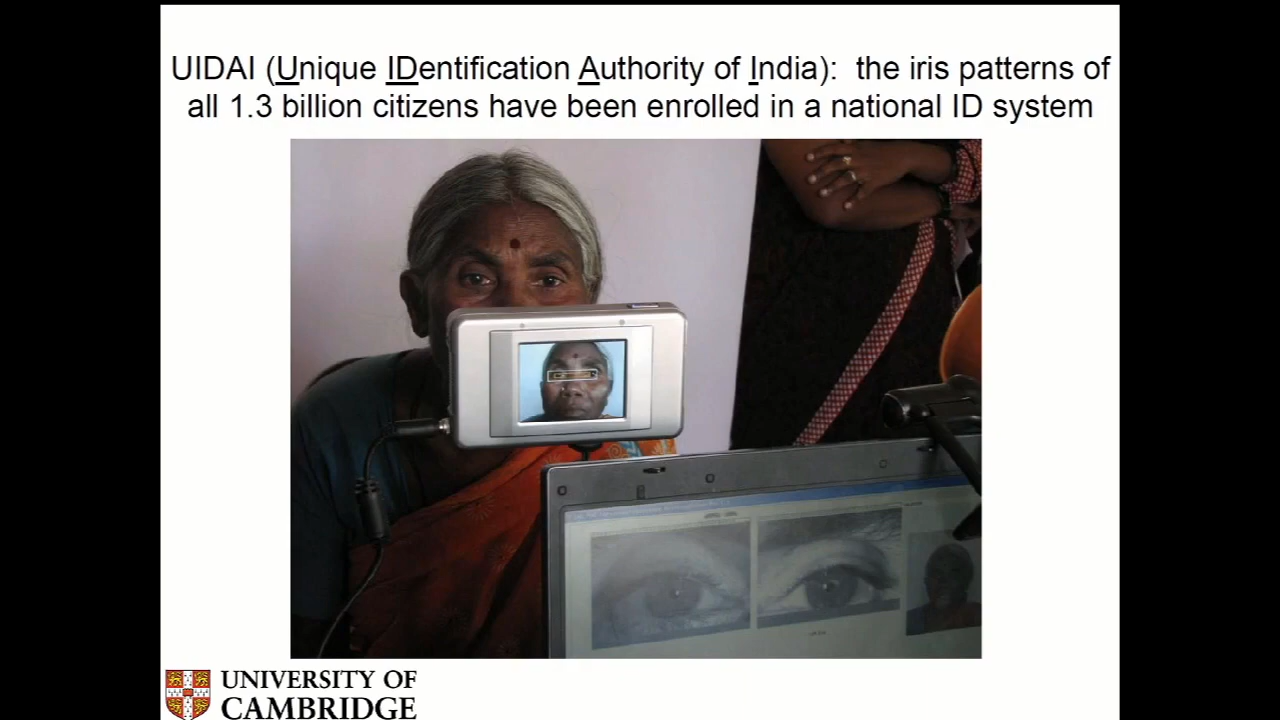 UIDAI (Unique IDentification Authority of India):  the iris patterns of
all 1.3 billion citizens have been enrolled in a national ID system
UNIVERSITY OF
CAMBRIDGE